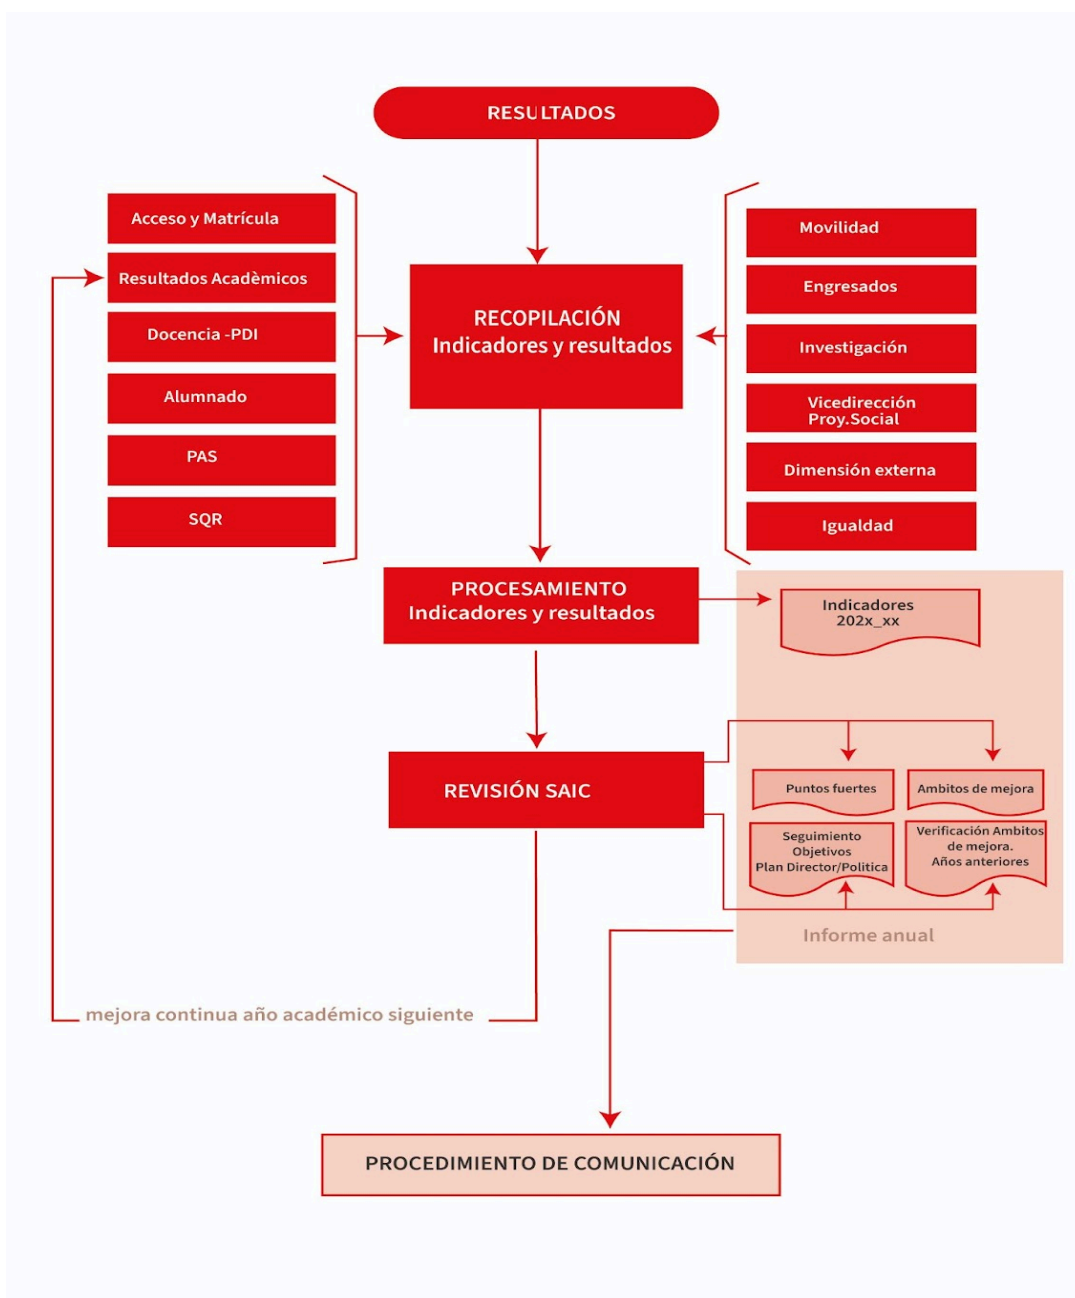 RESULTADOS
Acceso y Matrícula
Resultados Acadèmicos
Docencia -PDI
Alumnado
PAS
SQR
RECOPILACIÓN
Indicadores y resultados
Movilidad
Engresados
Investigación
Vicedirección
Proy.Social
Dimensión externa
Igualdad
PROCESAMIENTO
Indicadores y resultados
Indicadores
202x_xx
REVISIÓN SAIC
Puntos fuertes
Ambitos de mejora
Seguimiento
Objetivos
Plan Director/Politica
Verificación Ambitos
de mejora.
Años anteriores
Informe anual
mejora continua año académico siguiente
PROCEDIMIENTO DE COMUNICACIÓN